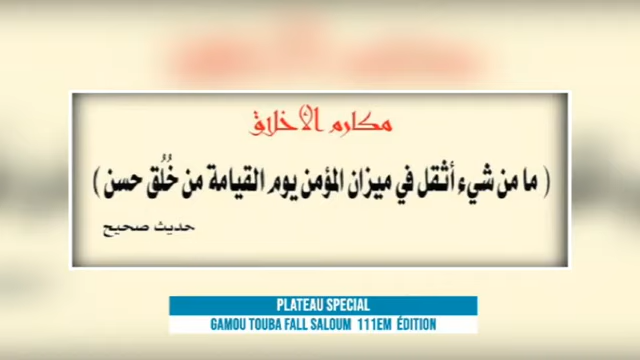 مكارم الأخلاق
( ما من شيء أثقل في ميزان المؤمن يوم القيامة من خُلُق حسن )
حديث صحيح
PLATEAU SPECIAL
GAMOU TOUBA FALL SALOUM 111EM ÉDITION